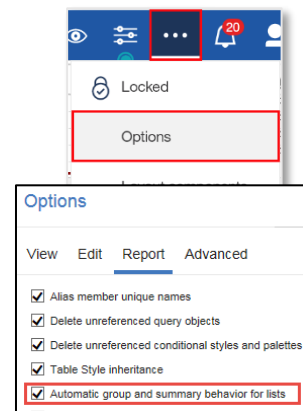 20
Locked
Options
Options
View Edit Report Advanced
Alias member unique names
Delete unreferenced query objects
Delete unreferenced conditional styles and palettes
Table Style inheritance
Automatic group and summary behavior for lists